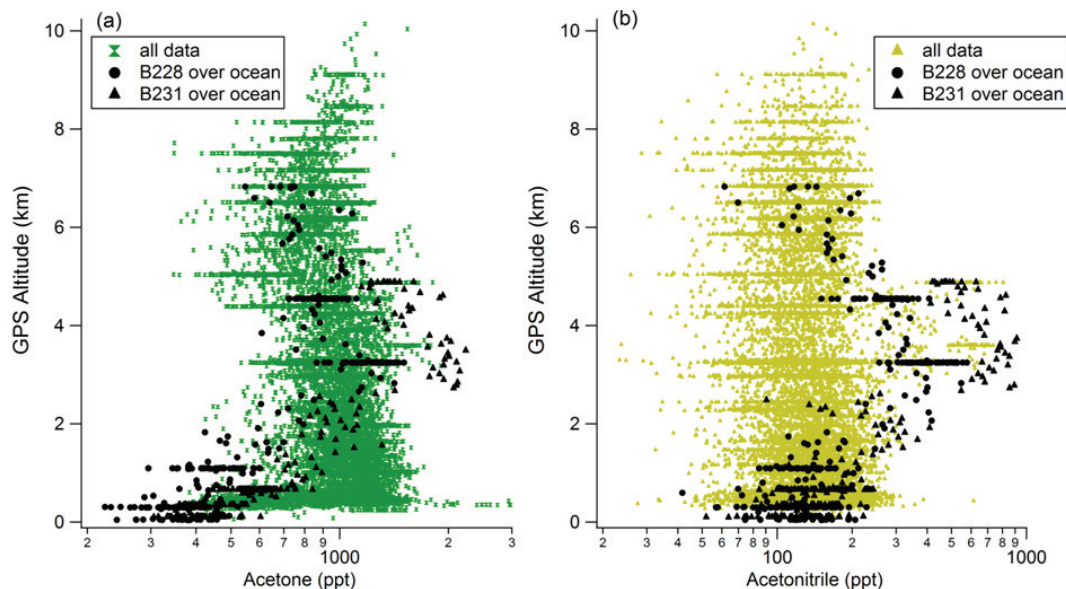 (a)
all data
B228 over ocean
B231 over ocean
GPS Altitude (km)
10
8
6
4
2
0
2 3 4 5 6 7 8 9 1000 2 3
Acetone (ppt)
(b)
all data
B228 over ocean
B231 over ocean
GPS Altitude (km)
10
8
6
4
2
0
2 3 4 5 6 7 8 9 100 2 3 4 5 6 7 8 9 1000
Acetonitrile (ppt)